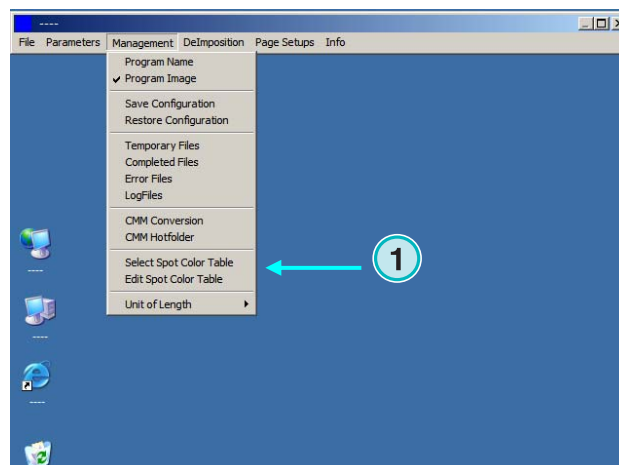 ----
File Parameters Management DeImposition Page Setups Info
Program Name
Program Image
Save Configuration
Restore Configuration
Temporary Files
Completed Files
Error Files
LogFiles
CMM Conversion
CMM Hotfolder
Select Spot Color Table
Edit Spot Color Table
Unit of Length
1
----
----
----